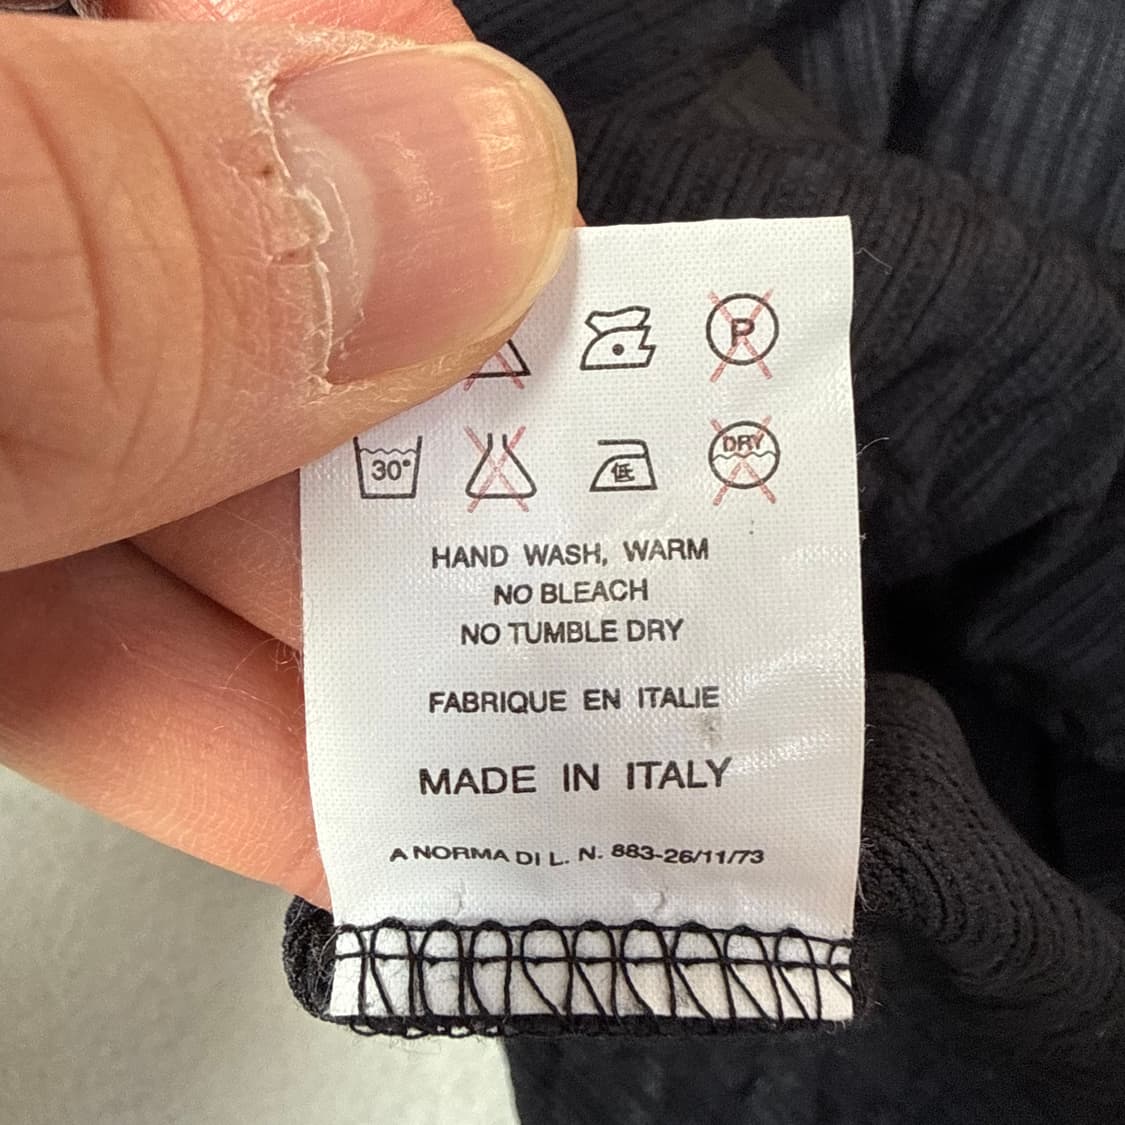 P
30° 低 DRY
HAND WASH, WARM
NO BLEACH
NO TUMBLE DRY
FABRIQUE EN ITALIE
MADE IN ITALY
A NORMA DI L. N. 883-26/11/73